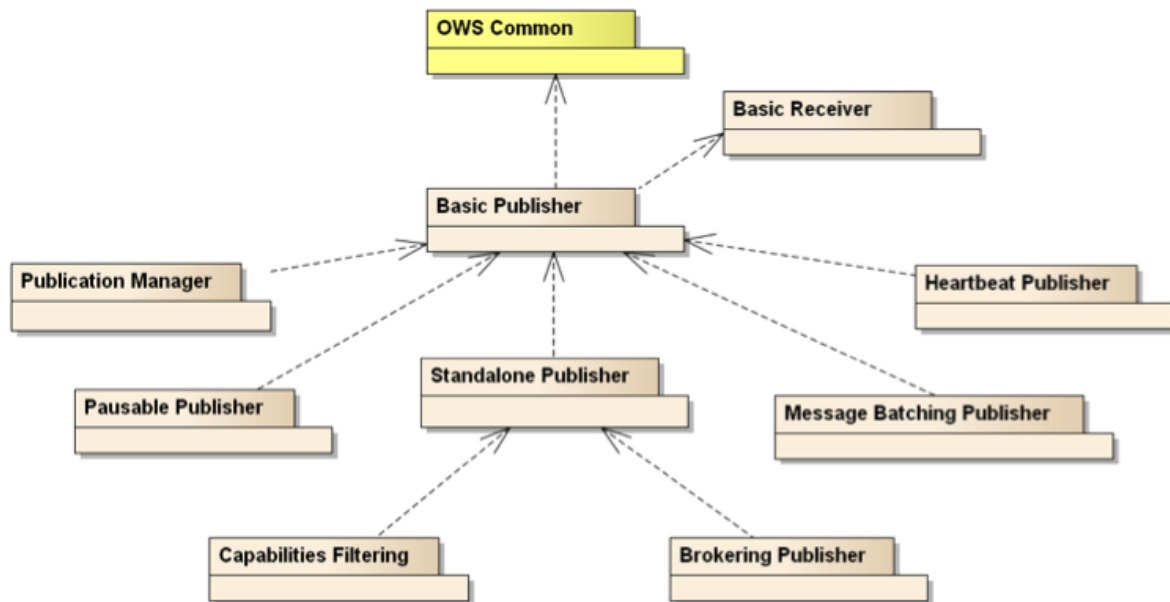 OWS Common
Basic Receiver
Basic Publisher
Publication Manager
Heartbeat Publisher
Standalone Publisher
Pausable Publisher
Message Batching Publisher
Capabilities Filtering
Brokering Publisher